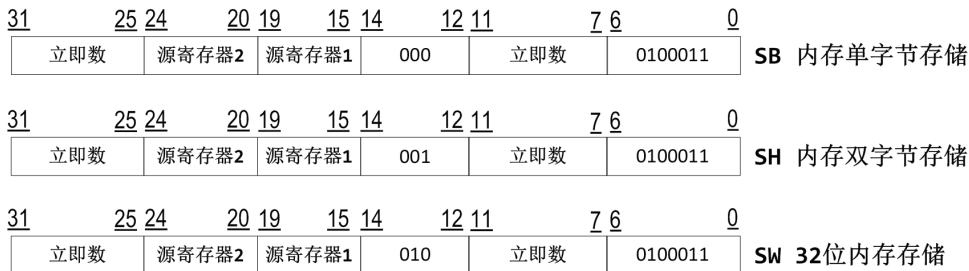 31 25 24 20 19 15 14 12 11 7 6 0
立即数 源寄存器2 源寄存器1 000 立即数 0100011 SB 内存单字节存储
31 25 24 20 19 15 14 12 11 7 6 0
立即数 源寄存器2 源寄存器1 001 立即数 0100011 SH 内存双字节存储
31 25 24 20 19 15 14 12 11 7 6 0
立即数 源寄存器2 源寄存器1 010 立即数 0100011 SW 32位内存存储